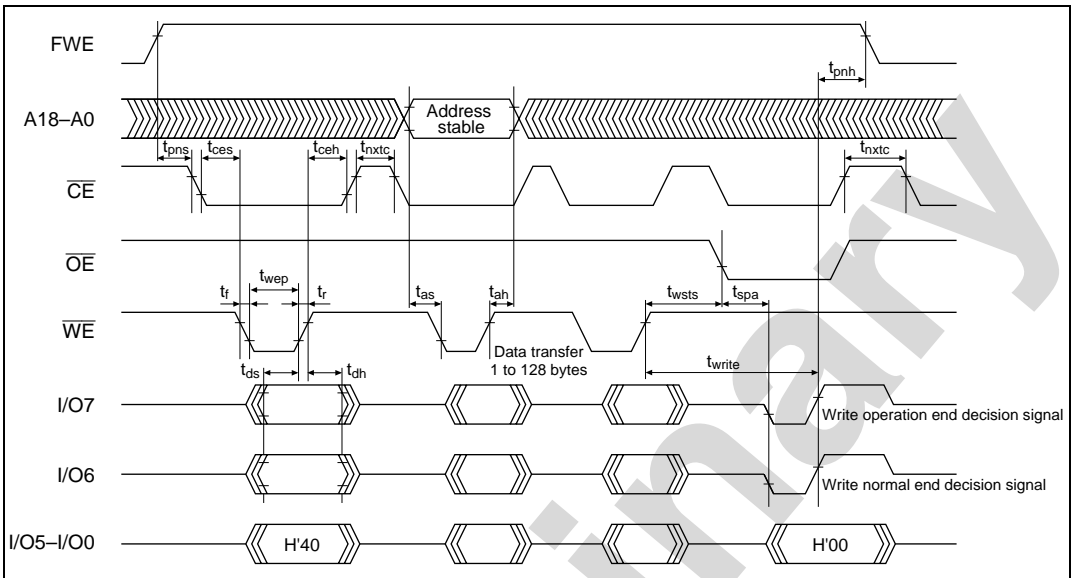 FWE
tpnh
A18–A0
Address
stable
tpns
tces
tceh
tnxtc
tnxtc
CE
OE
twep
tf
tr
tas
tah
twsts
tspa
WE
Data transfer
1 to 128 bytes
twrite
tds
tdh
I/O7
Write operation end decision signal
I/O6
Write normal end decision signal
I/O5–I/O0
H'40
H'00
inary